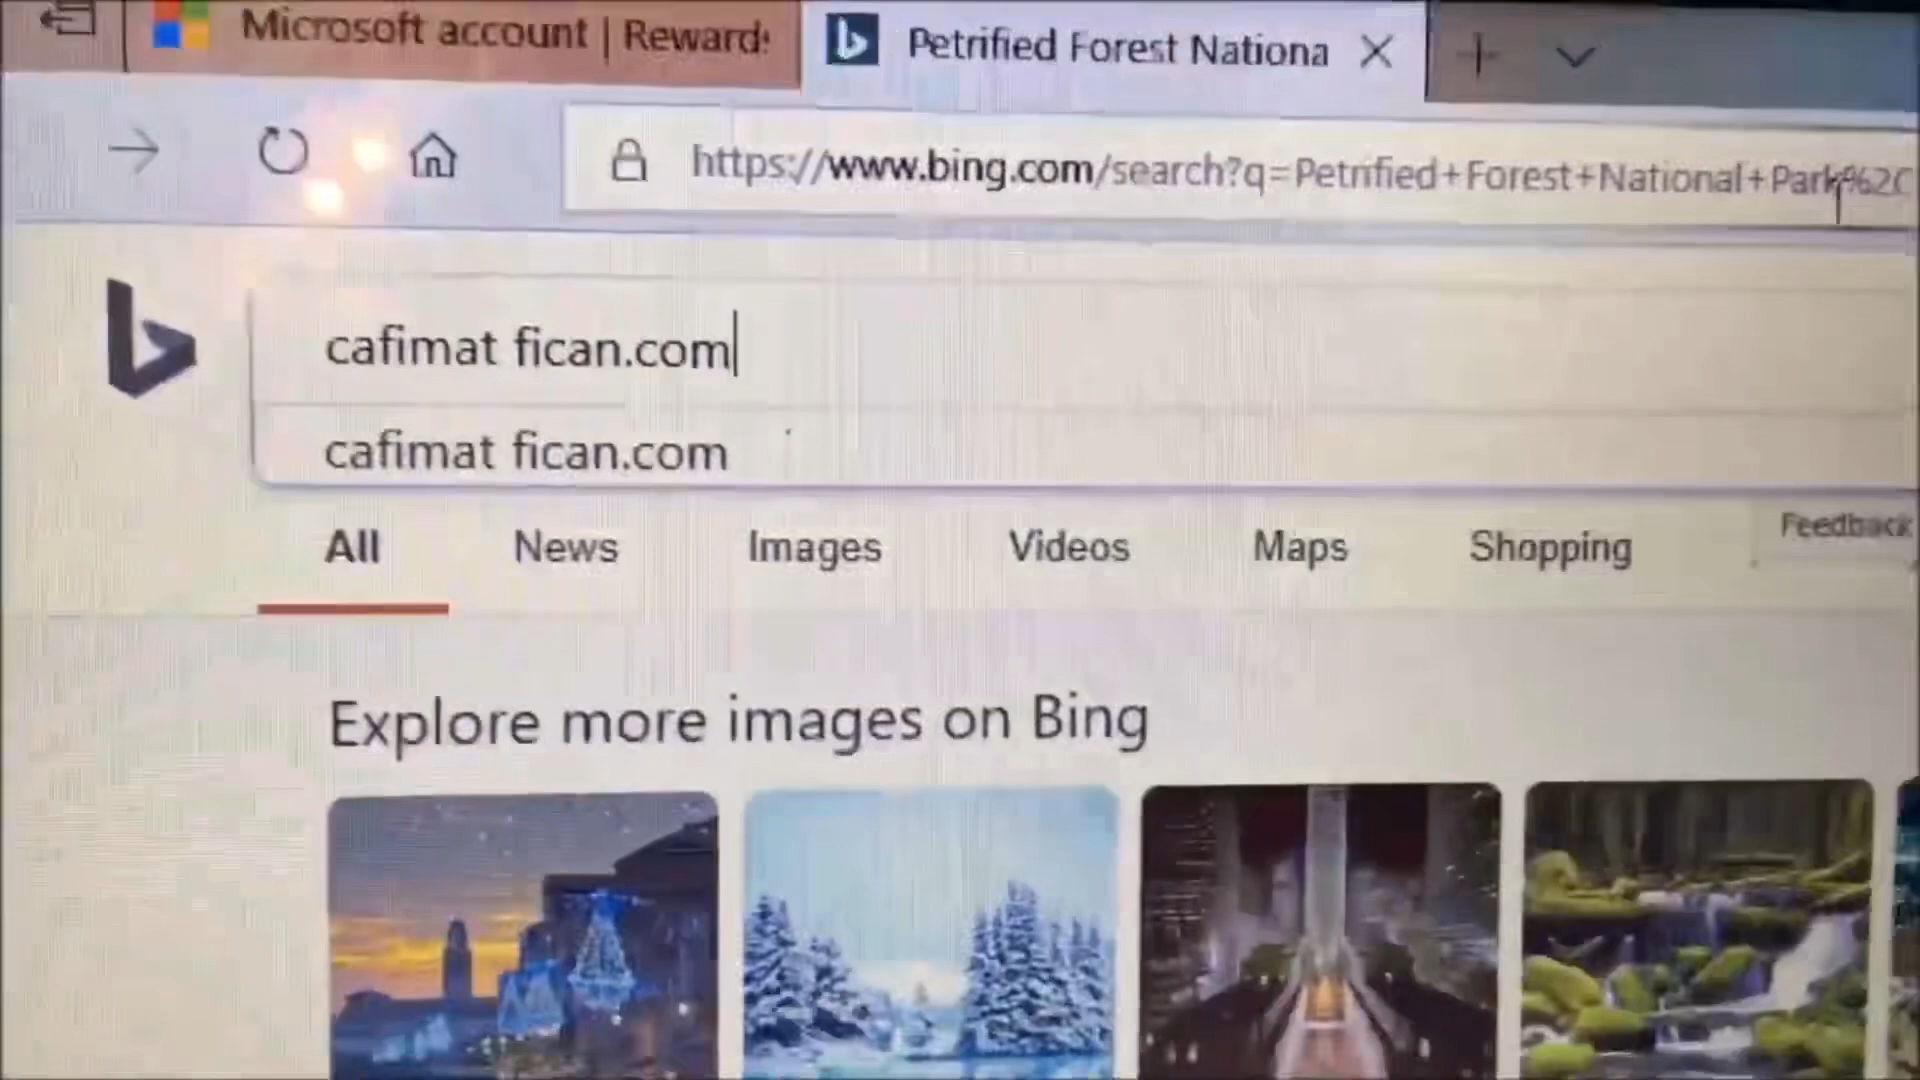 Microsoft account | Reward
Petrified Forest Nationa
https://www.bing.com/search?q=Petrified+Forest+National+Park%2C
cafimat fican.com
cafimat fican.com
All News Images Videos Maps Shopping
Feedback
Explore more images on Bing